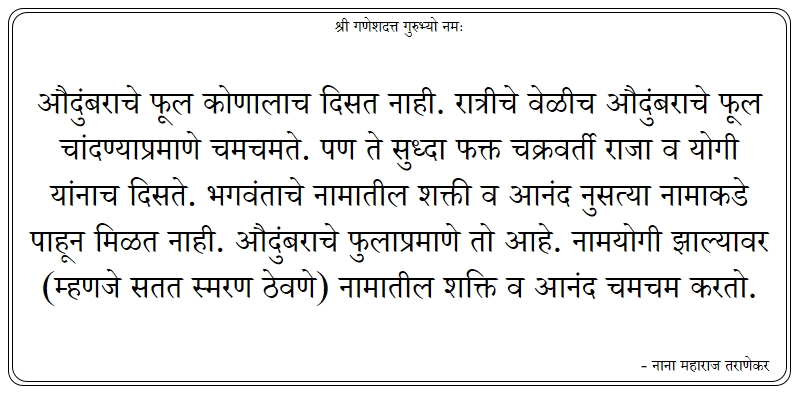 श्री गणेशदत्त गुरुभ्यो नमः
औदुंबराचे फूल कोणालाच दिसत नाही. रात्रीचे वेळीच औदुंबराचे फूल
चांदण्याप्रमाणे चमचमते. पण ते सुध्दा फक्त चक्रवर्ती राजा व योगी
यांनाच दिसते. भगवंताचे नामातील शक्ती व आनंद नुसत्या नामाकडे
पाहून मिळत नाही. औदुंबराचे फुलाप्रमाणे तो आहे. नामयोगी झाल्यावर
(म्हणजे सतत स्मरण ठेवणे) नामातील शक्ति व आनंद चमचम करतो.
- नाना महाराज तराणेकर